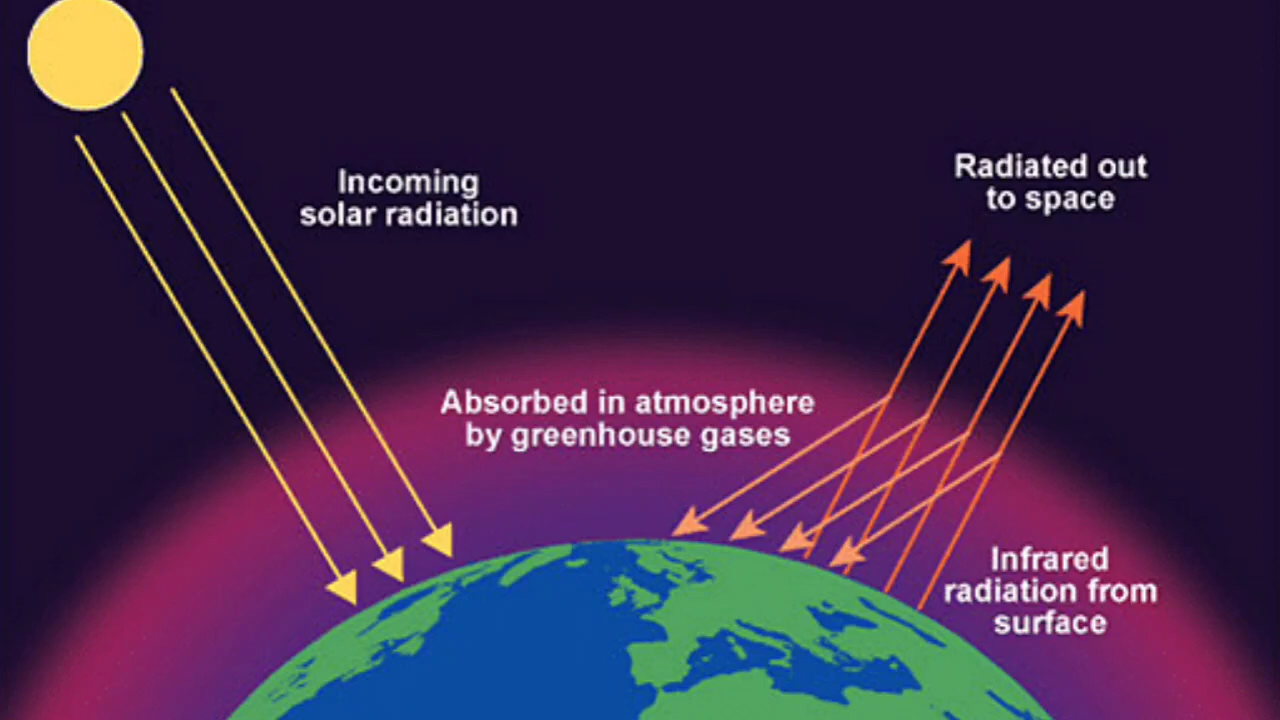 Incoming
solar radiation
Radiated out
to space
Absorbed in atmosphere
by greenhouse gases
Infrared
radiation from
surface